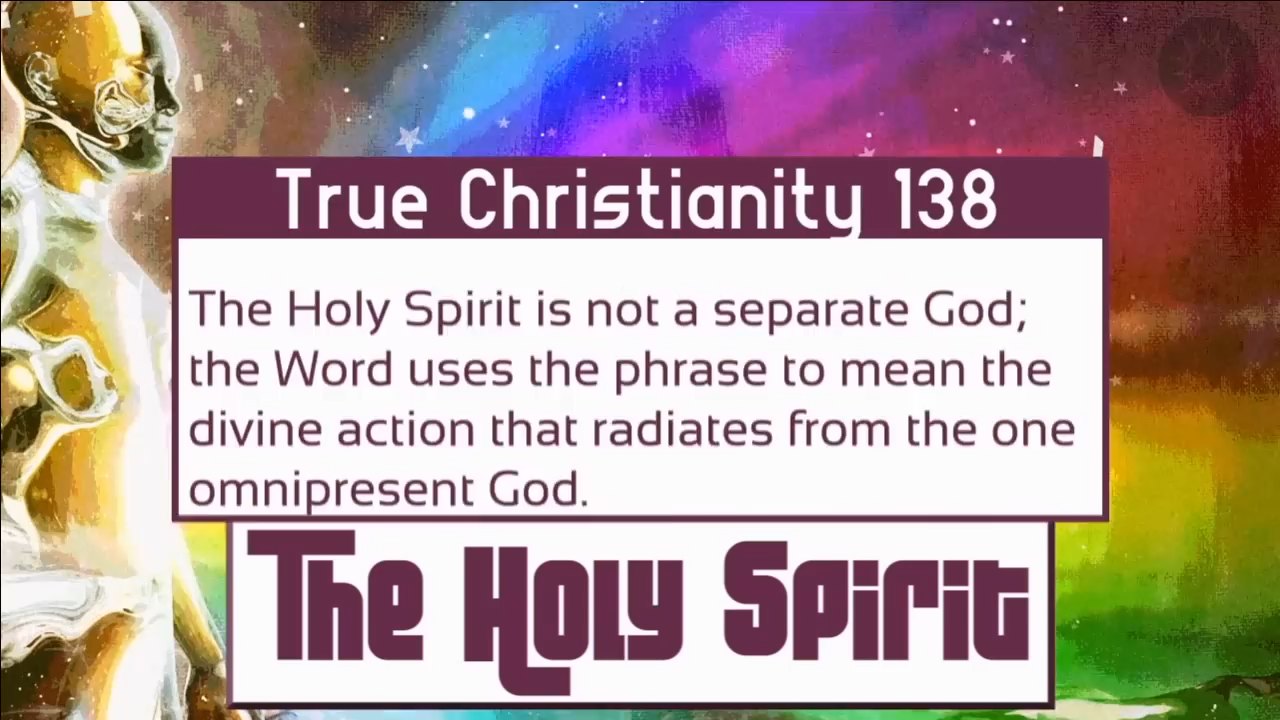 True Christianity 138
The Holy Spirit is not a separate God;
the Word uses the phrase to mean the
divine action that radiates from the one
omnipresent God.
The Holy Spirit